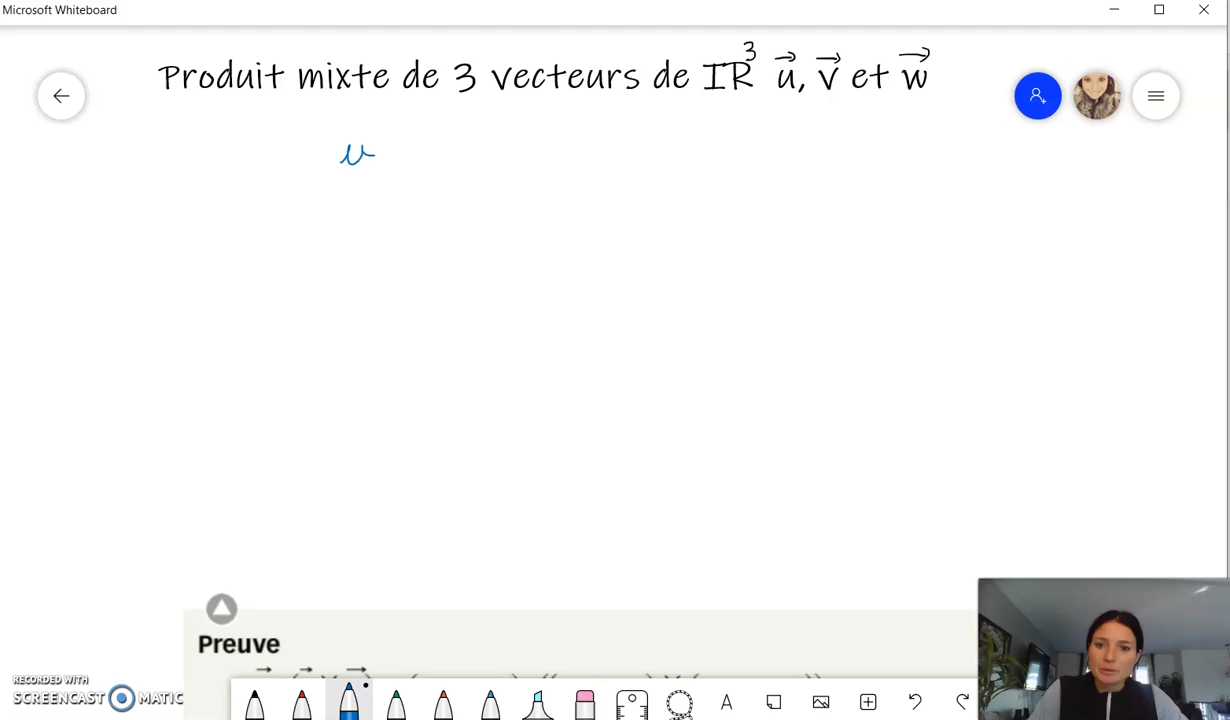 Microsoft Whiteboard
Produit mixte de 3 vecteurs de IR³ u⃗, v⃗ et w⃗
u
Preuve
RECORDED WITH
SCREENCAST MATIC
A